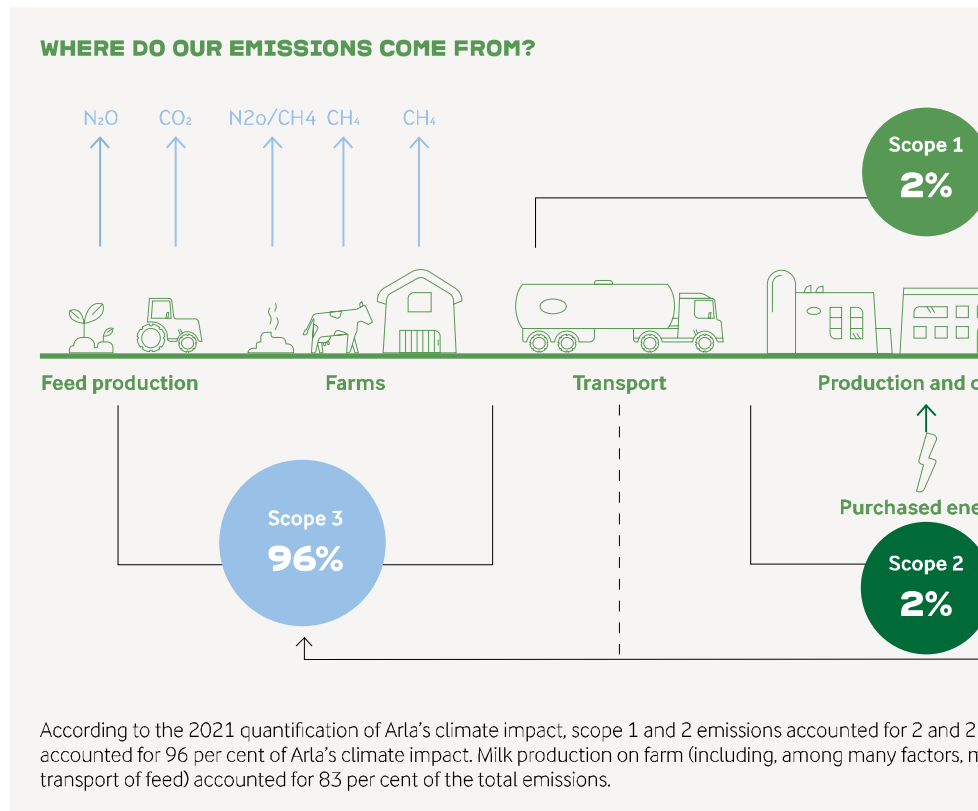 WHERE DO OUR EMISSIONS COME FROM?
N₂O CO₂ N2o/CH4 CH₄ CH₄
Scope 1
2%
Feed production Farms Transport Production and
Purchased
Scope 3
96%
Scope 2
2%
According to the 2021 quantification of Arla's climate impact, scope 1 and 2 emissions accounted for 2 and 2
accounted for 96 per cent of Arla's climate impact. Milk production on farm (including, among many factors,
transport of feed) accounted for 83 per cent of the total emissions.